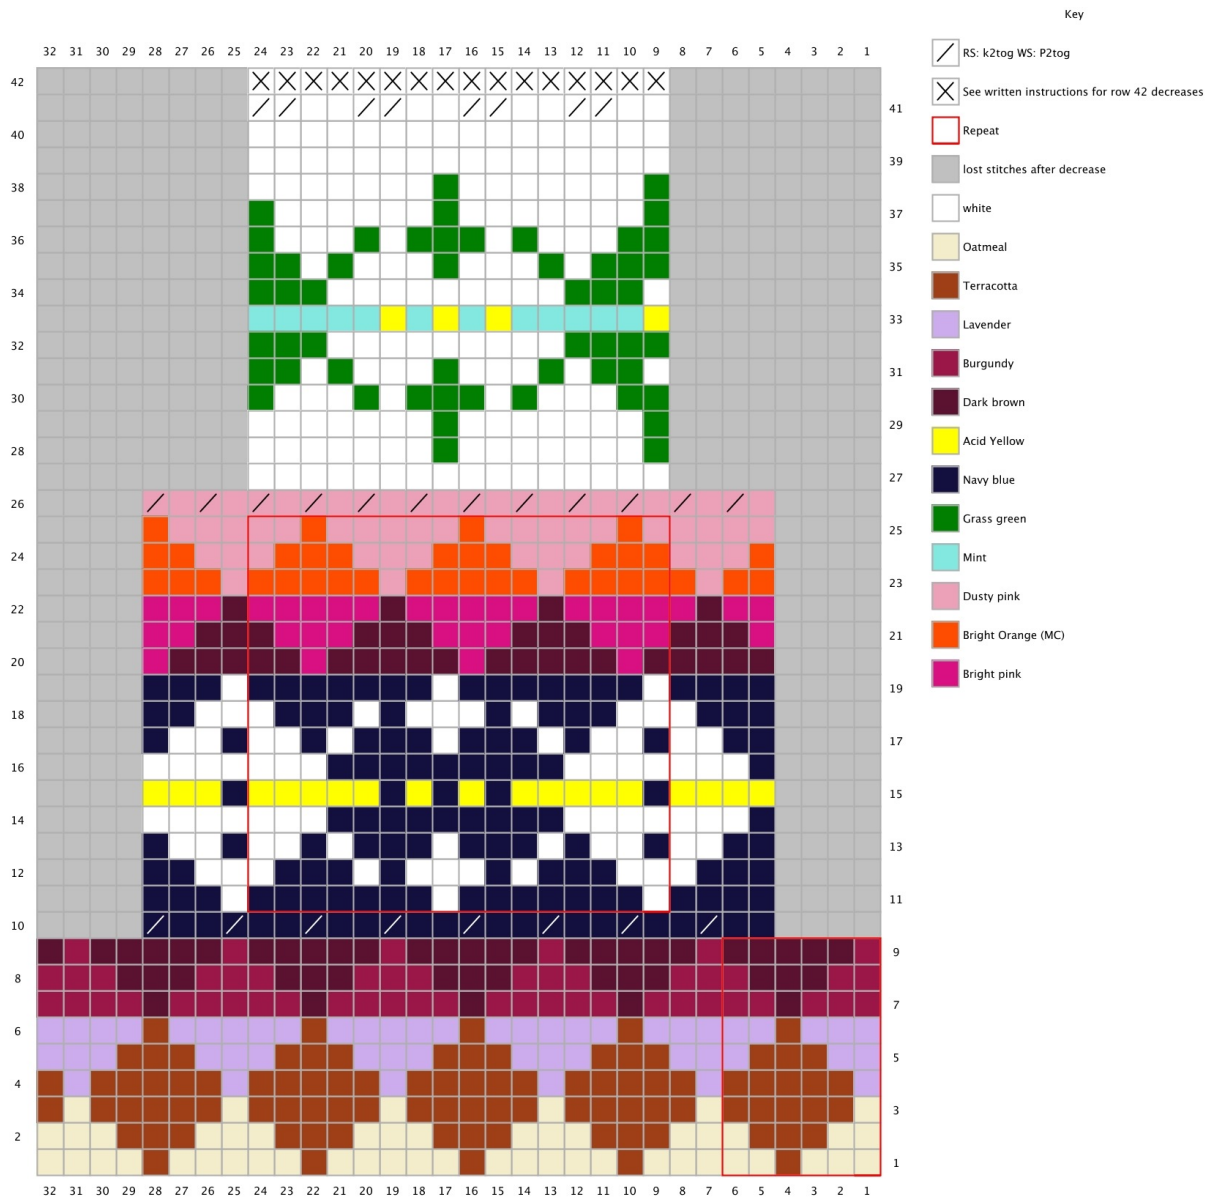 Key
32 31 30 29 28 27 26 25 24 23 22 21 20 19 18 17 16 15 14 13 12 11 10 9 8 7 6 5 4 3 2 1
RS: k2tog WS: P2tog
42
See written instructions for row 42 decreases
41
40
Repeat
39
lost stitches after decrease
38
white
37
36
Oatmeal
35
Terracotta
34
33
Lavender
32
Burgundy
31
30
Dark brown
29
Acid Yellow
28
27
Navy blue
26
Grass green
25
24
Mint
23
Dusty pink
22
21
Bright Orange (MC)
20
Bright pink
19
18
17
16
15
14
13
12
11
10
9
8
7
6
5
4
3
2
1
32 31 30 29 28 27 26 25 24 23 22 21 20 19 18 17 16 15 14 13 12 11 10 9 8 7 6 5 4 3 2 1